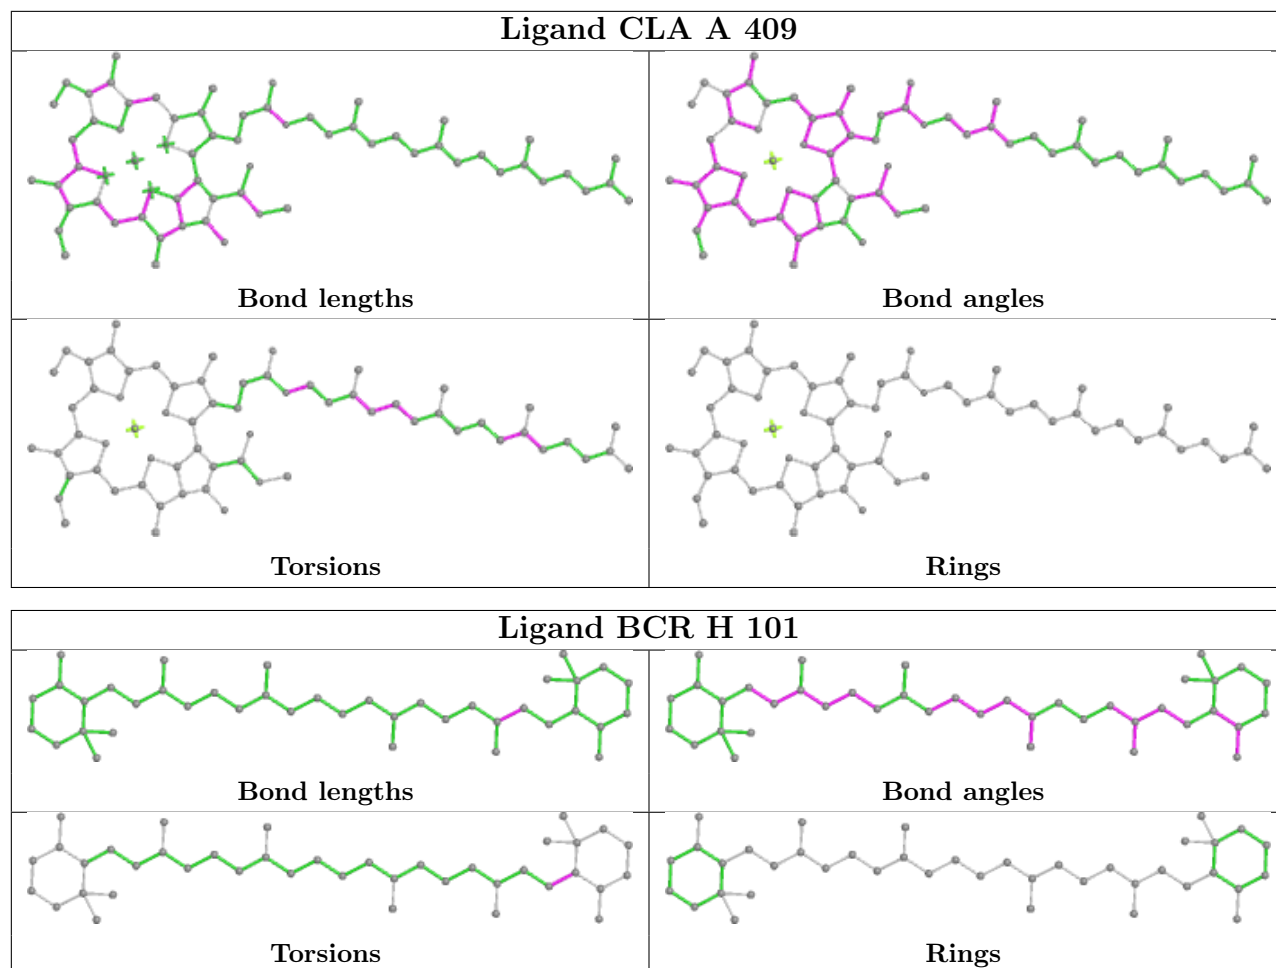 Ligand CLA A 409
Bond lengths
Bond angles
Torsions
Rings
Ligand BCR H 101
Bond lengths
Bond angles
Torsions
Rings